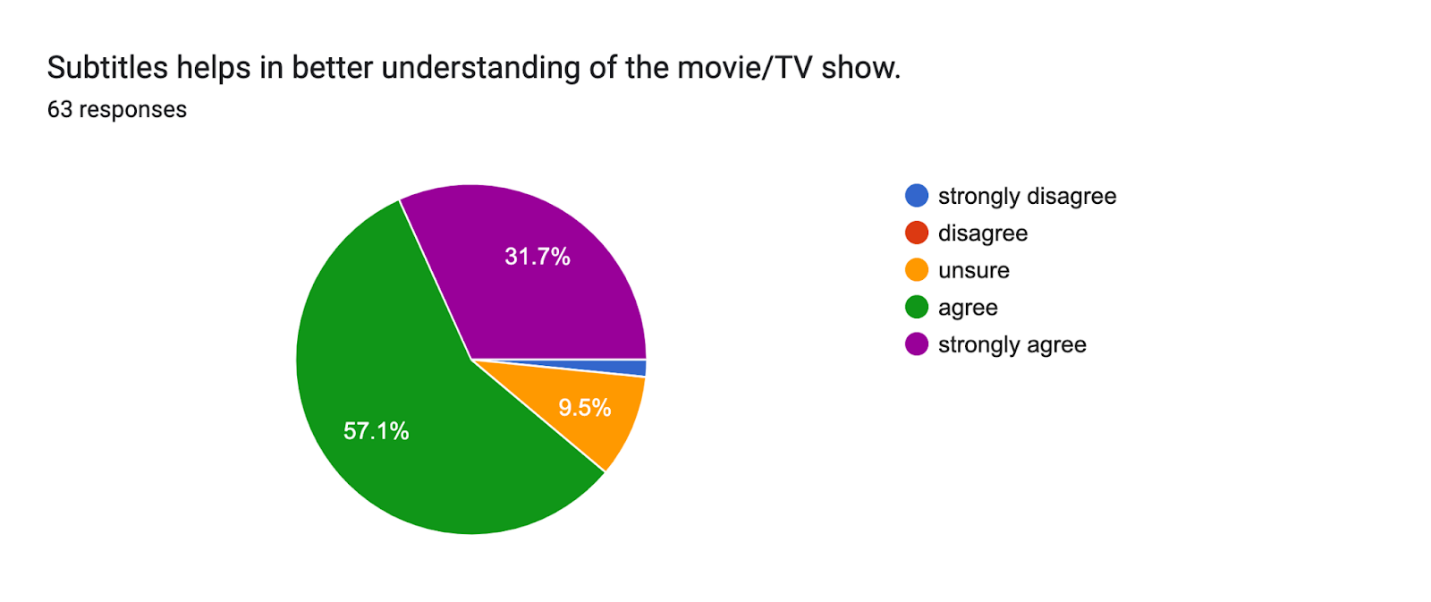 Subtitles helps in better understanding of the movie/TV show.
63 responses
31.7%
9.5%
57.1%
strongly disagree
disagree
unsure
agree
strongly agree